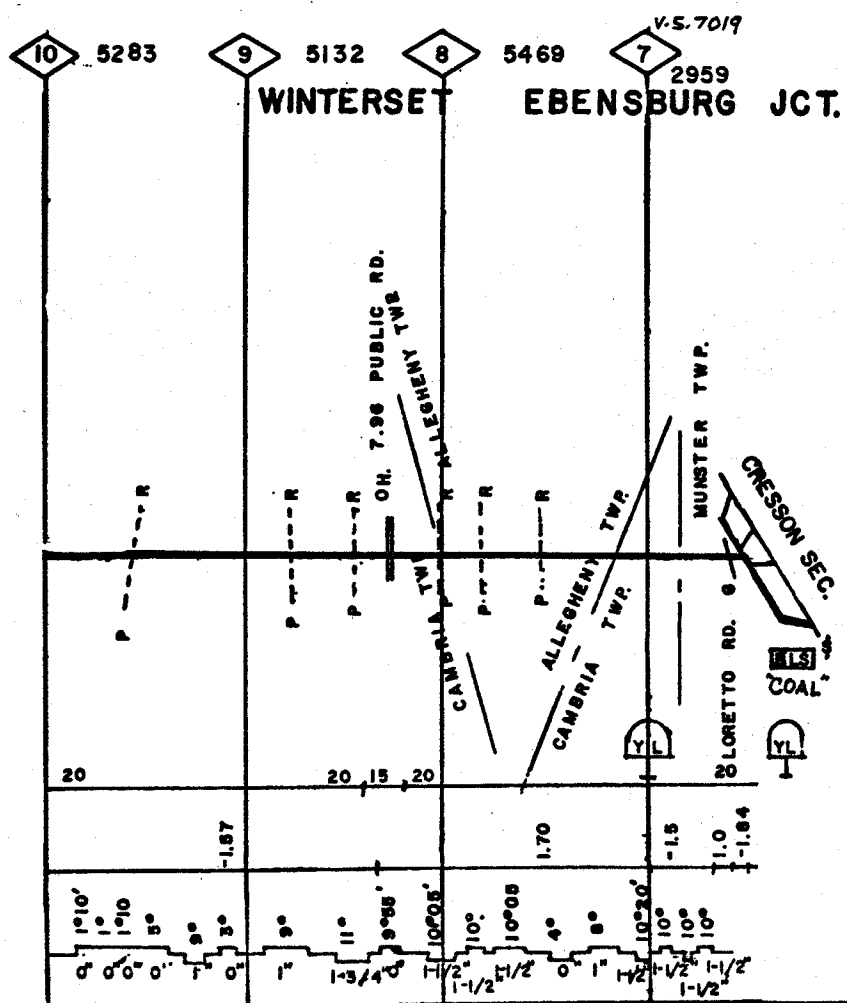 V.S. 7019
10 5283 9 5132 8 5469 7
2959
WINTERSET EBENSBURG JCT.
OH. 7.96 PUBLIC RD.
ALLEGHENY TWP.
MUNSTER TWP.
CRESSON SEC.
R R R R R R
P P P P P P
CAMBRIA TWP.
ALLEGHENY TWP.
CAMBRIA TWP.
LORETTO RD. G
"COAL"
YL YL
20 20 15 20 20
-1.57 1.70 -1.5 1.0 -1.84
1°10' 1° 1°10 5° 9° 3° 9° 11° 9°55' 10°05' 10°. 10°05 4° 8° 10°20' 10° 10° 10°
0" 0" 0" 0" 1" 0" 1" 1-3/4" 0" 1-1/2" 1-1/2" 1-1/2" 0" 1" 1-1/2" 1-1/2" 1-1/2" 1-1/2"